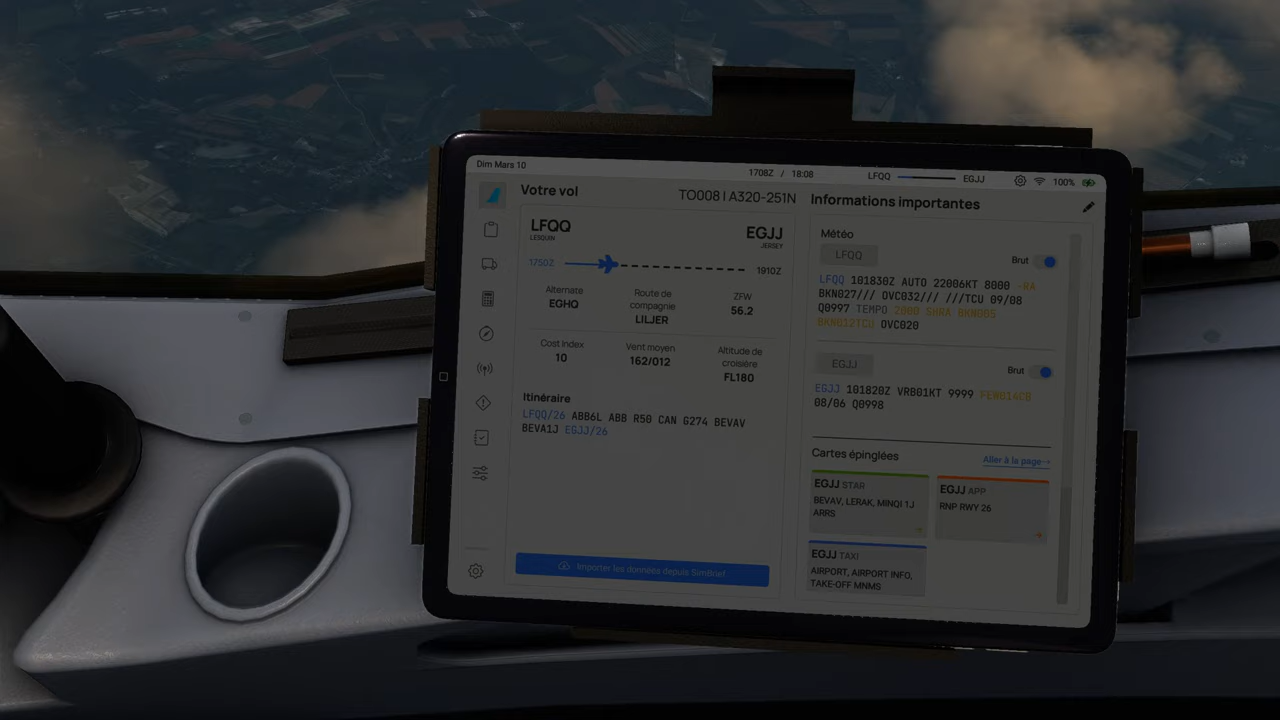 Dim Mars 10
1708Z / 18:08
LFQQ
EGJJ
100%
Votre vol
TO008 | A320-251N
LFQQ
LESQUIN
EGJJ
JERSEY
1750Z
1910Z
Alternate
EGHQ
Route de
compagnie
LILJER
ZFW
56.2
Cost Index
10
Vent moyen
162/012
Altitude de
croisière
FL180
Itinéraire
LFQQ/26 ABB6L ABB R50 CAN G274 BEVAV
BEVA1J EGJJ/26
Importer les données depuis SimBrief
Informations importantes
Météo
LFQQ
Brut
LFQQ 101830Z AUTO 22006KT 8000 -RA
BKN027/// OVC032/// ///TCU 09/08
Q0997 TEMPO 2000 SHRA BKN005
BKN012TCU OVC020
EGJJ
Brut
EGJJ 101820Z VRB01KT 9999 FEW014CB
08/06 Q0998
Cartes épinglées
Aller à la page→
EGJJ STAR
BEVAV, LERAK, MINQI 1J
ARRS
EGJJ APP
RNP RWY 26
EGJJ TAXI
AIRPORT, AIRPORT INFO,
TAKE-OFF MNMS